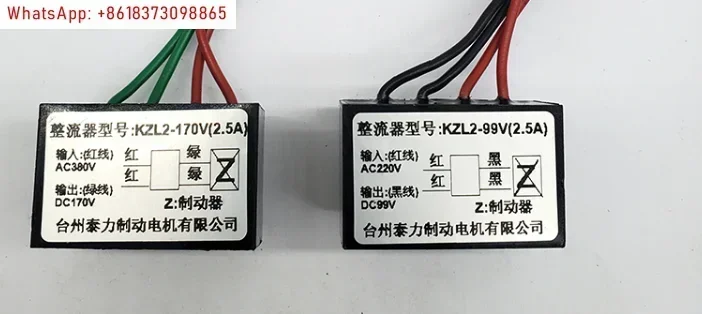 WhatsApp: +8618373098865
整流器型号:KZL2-170V(2.5A)
输入:(红线)
AC380V
红 绿
红 绿
Z
输出:(绿线)
DC170V
Z:制动器
台州泰力制动电机有限公司
整流器型号:KZL2-99V(2.5A)
输入:(红线)
AC220V
红 黑
红 黑
Z
输出:(黑线)
DC99V
Z:制动器
台州泰力制动电机有限公司